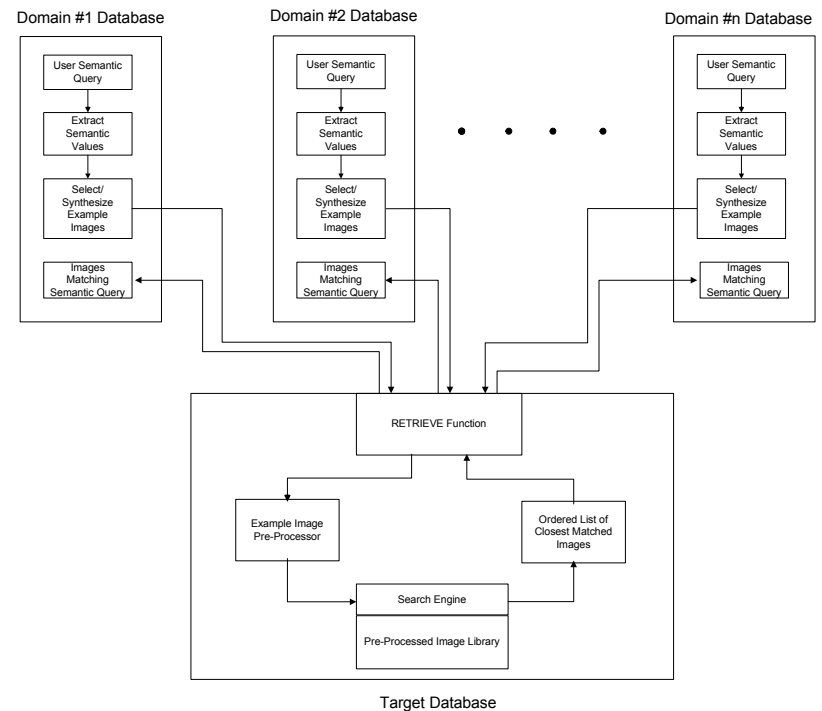 Domain #1 Database
Domain #2 Database
Domain #n Database
User Semantic
Query
Extract
Semantic
Values
Select/
Synthesize
Example
Images
Images
Matching
Semantic Query
User Semantic
Query
Extract
Semantic
Values
Select/
Synthesize
Example
Images
Images
Matching
Semantic Query
User Semantic
Query
Extract
Semantic
Values
Select/
Synthesize
Example
Images
Images
Matching
Semantic Query
RETRIEVE Function
Example Image
Pre-Processor
Ordered List of
Closest Matched
Images
Search Engine
Pre-Processed Image Library
Target Database